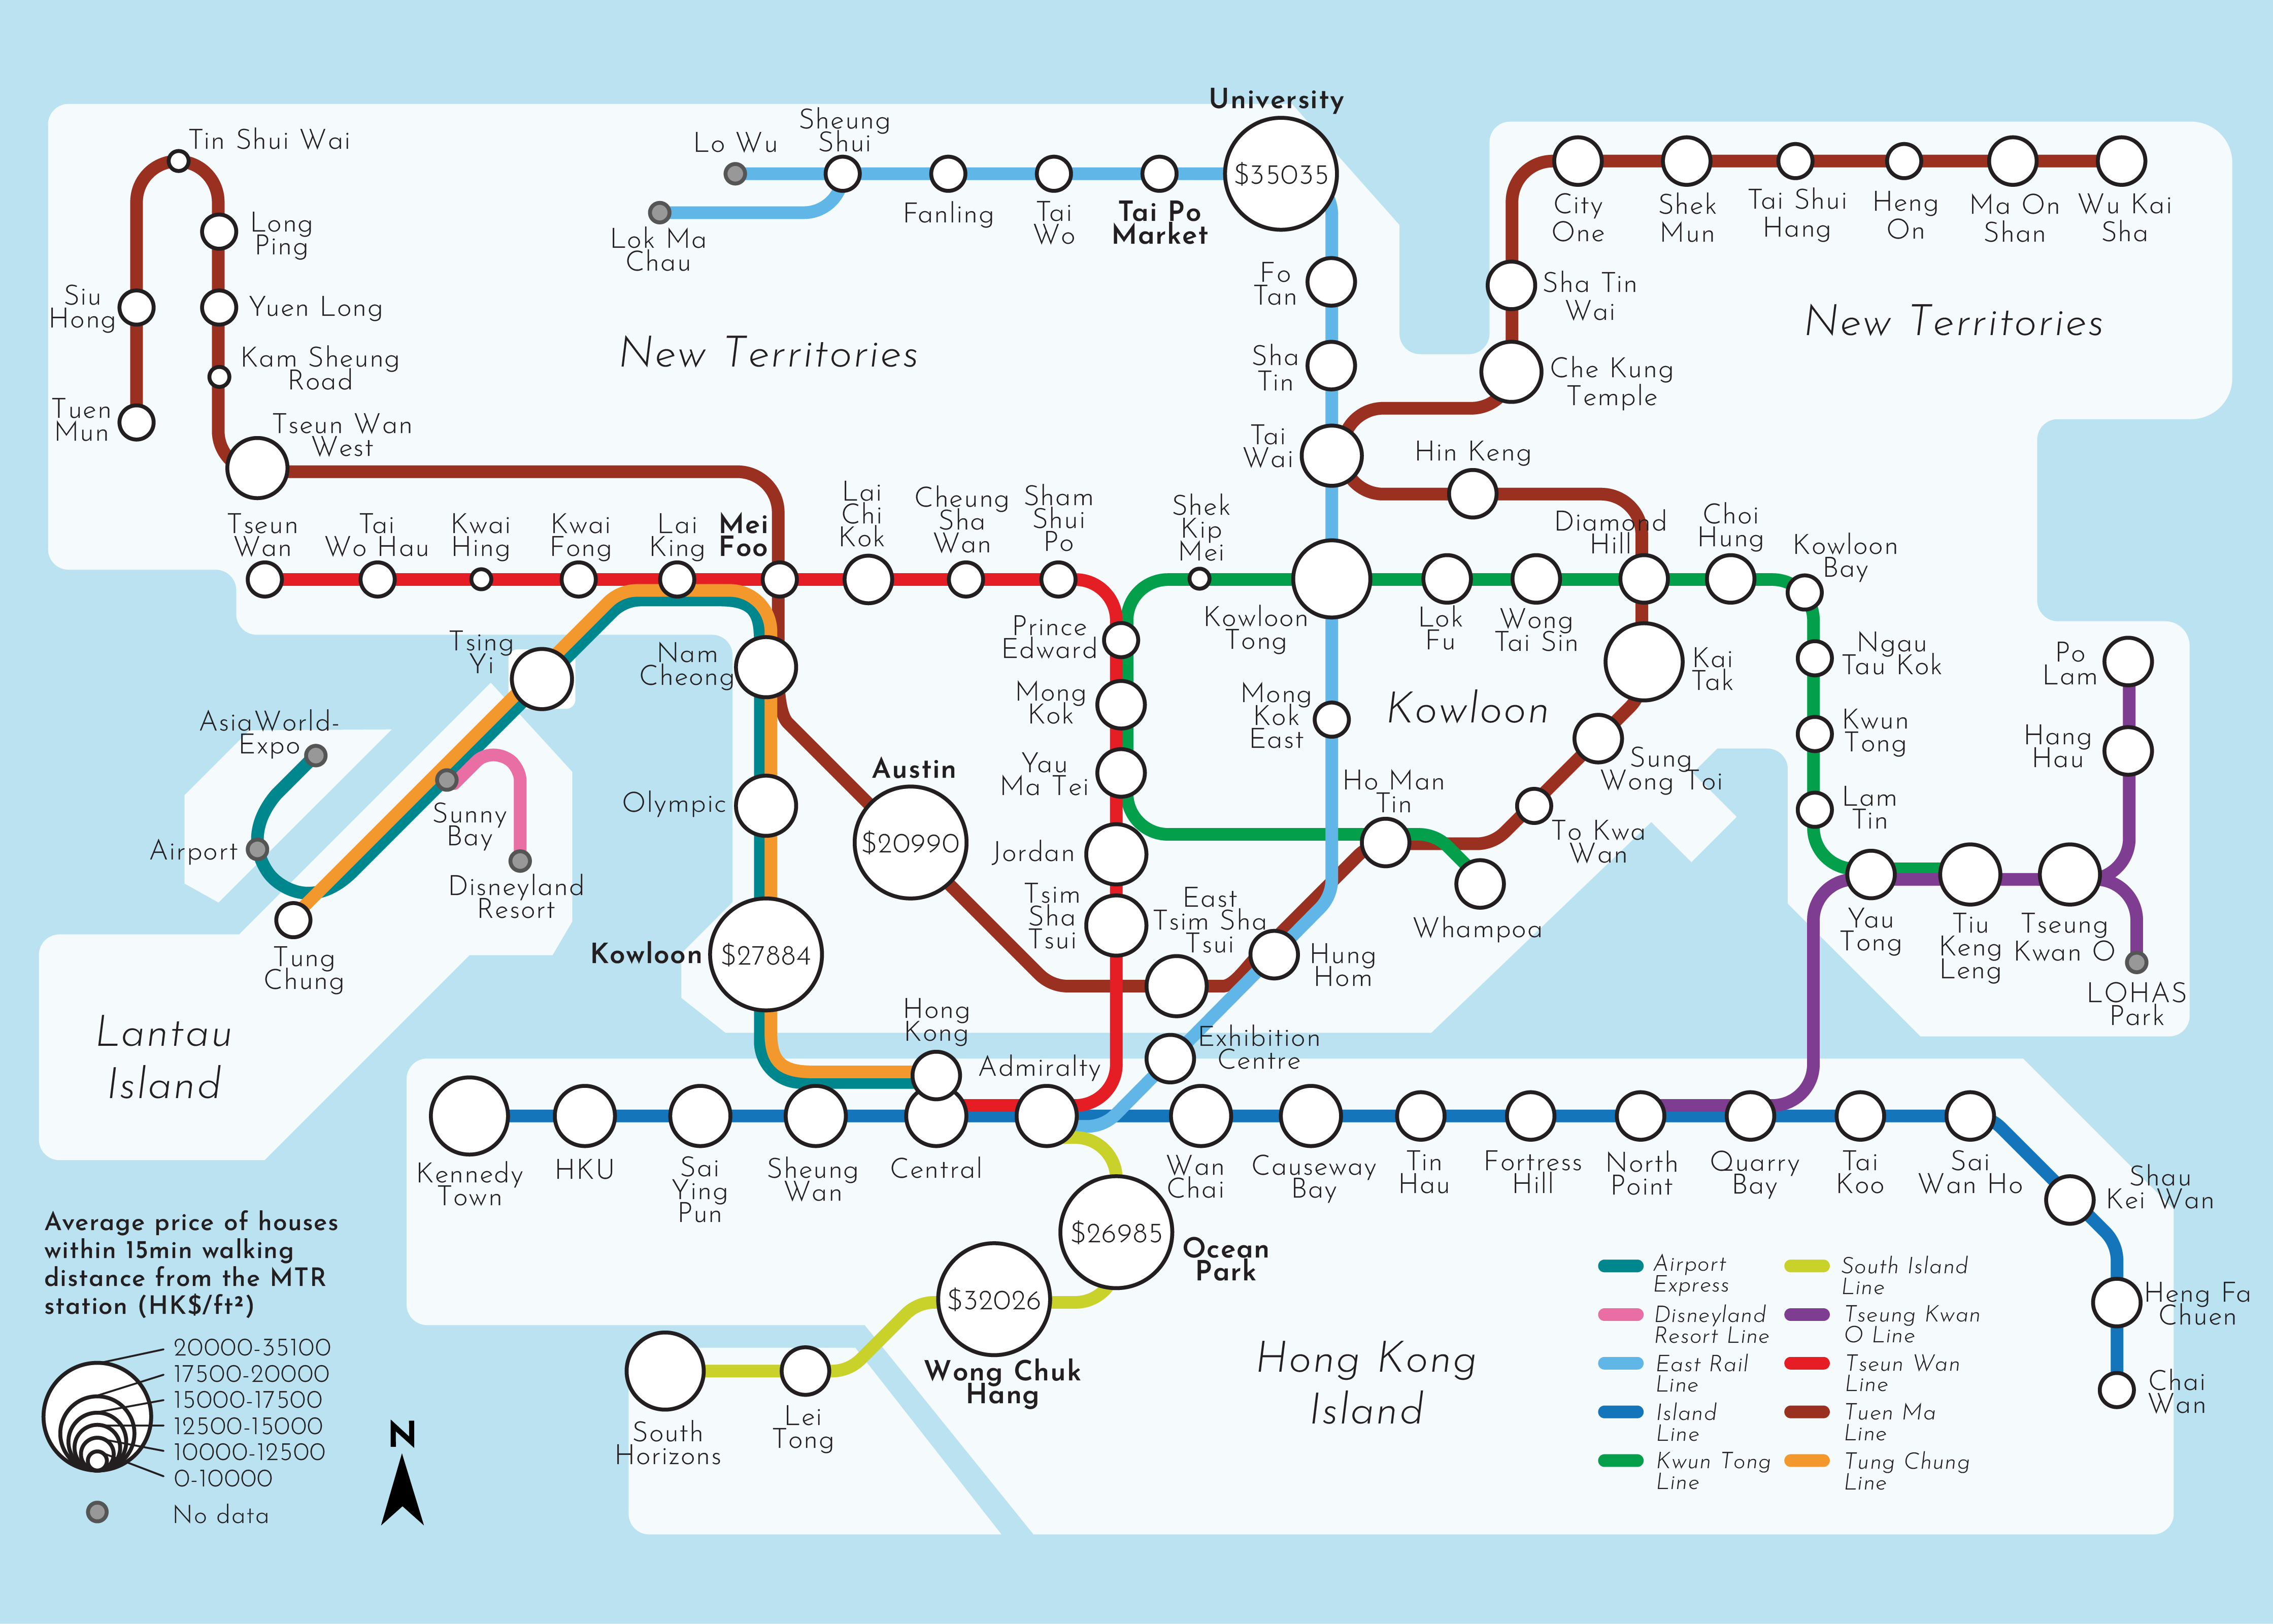 University
$35035
Tin Shui Wai
Lo Wu
Sheung
Shui
Fanling
Tai
Wo
Tai Po
Market
Lok Ma
Chau
Long
Ping
Siu
Hong
Yuen Long
Kam Sheung
Road
Tuen
Mun
Tseun Wan
West
New Territories
Fo
Tan
Sha
Tin
Tai
Wai
City
One
Shek
Mun
Tai Shui
Hang
Heng
On
Ma On
Shan
Wu Kai
Sha
Sha Tin
Wai
Che Kung
Temple
New Territories
Hin Keng
Tseun
Wan
Tai
Wo Hau
Kwai
Hing
Kwai
Fong
Lai
King
Mei
Foo
Lai
Chi
Kok
Cheung
Sha
Wan
Sham
Shui
Po
Shek
Kip
Mei
Diamond
Hill
Choi
Hung
Kowloon
Bay
Kowloon
Tong
Lok
Fu
Wong
Tai Sin
Prince
Edward
Tsing
Yi
Nam
Cheong
Mong
Kok
Mong
Kok
East
Kowloon
Kai
Tak
Ngau
Tau Kok
Po
Lam
AsiaWorld-
Expo
Kwun
Tong
Hang
Hau
Sung
Wong Toi
Yau
Ma Tei
Ho Man
Tin
Austin
$20990
Olympic
Sunny
Bay
Airport
Disneyland
Resort
Jordan
To Kwa
Wan
Lam
Tin
Tsim
Sha
Tsui
East
Tsim Sha
Tsui
Whampoa
Yau
Tong
Tiu
Keng
Leng
Tseung
Kwan O
Tung
Chung
Kowloon
$27884
Hung
Hom
LOHAS
Park
Lantau
Island
Hong
Kong
Admiralty
Exhibition
Centre
Kennedy
Town
HKU
Sai
Ying
Pun
Sheung
Wan
Central
Wan
Chai
Causeway
Bay
Tin
Hau
Fortress
Hill
North
Point
Quarry
Bay
Tai
Koo
Sai
Wan Ho
Shau
Kei Wan
Heng Fa
Chuen
Chai
Wan
$26985
Ocean
Park
$32026
Wong Chuk
Hang
South
Horizons
Lei
Tong
Hong Kong
Island
Average price of houses
within 15min walking
distance from the MTR
station (HK$/ft²)
20000-35100
17500-20000
15000-17500
12500-15000
10000-12500
0-10000
No data
N
Airport
Express
Disneyland
Resort Line
East Rail
Line
Island
Line
Kwun Tong
Line
South Island
Line
Tseung Kwan
O Line
Tseun Wan
Line
Tuen Ma
Line
Tung Chung
Line